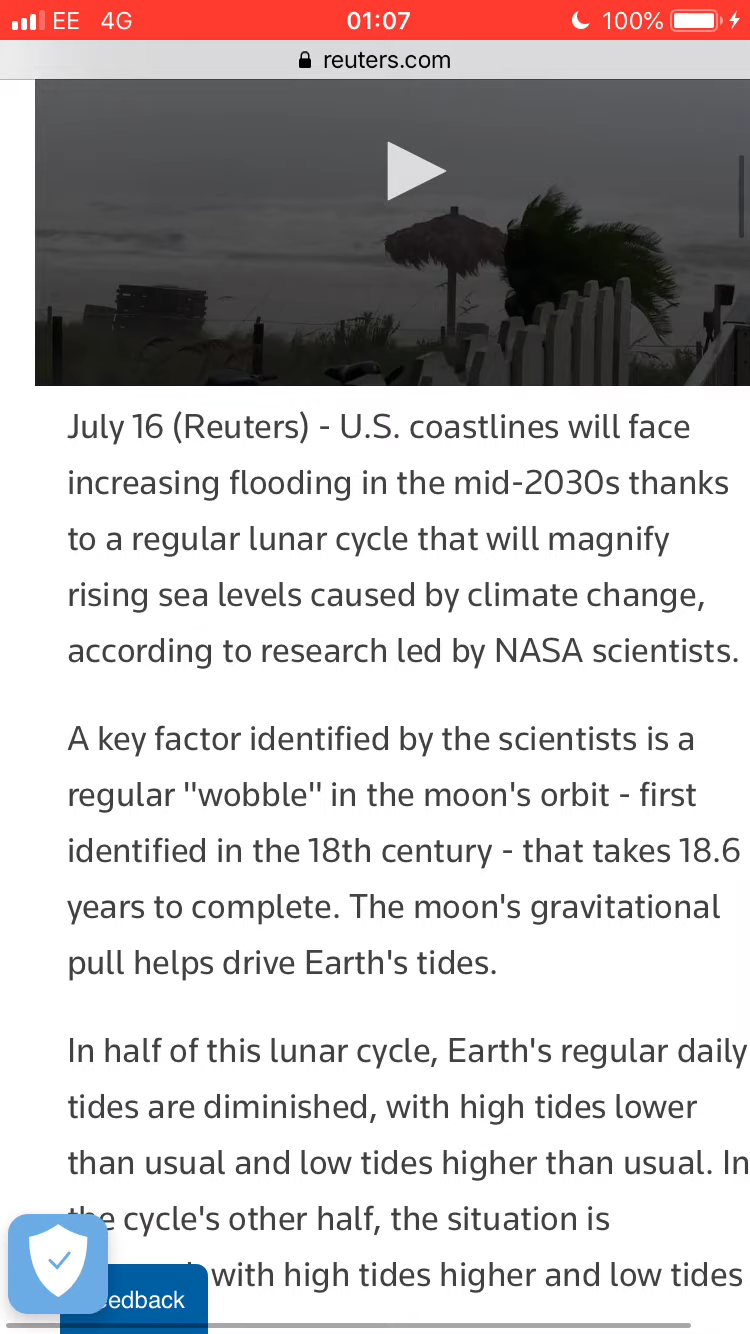 EE 4G 01:07 100%
reuters.com
July 16 (Reuters) - U.S. coastlines will face
increasing flooding in the mid-2030s thanks
to a regular lunar cycle that will magnify
rising sea levels caused by climate change,
according to research led by NASA scientists.
A key factor identified by the scientists is a
regular "wobble" in the moon's orbit - first
identified in the 18th century - that takes 18.6
years to complete. The moon's gravitational
pull helps drive Earth's tides.
In half of this lunar cycle, Earth's regular daily
tides are diminished, with high tides lower
than usual and low tides higher than usual. In
the cycle's other half, the situation is
with high tides higher and low tides
edback